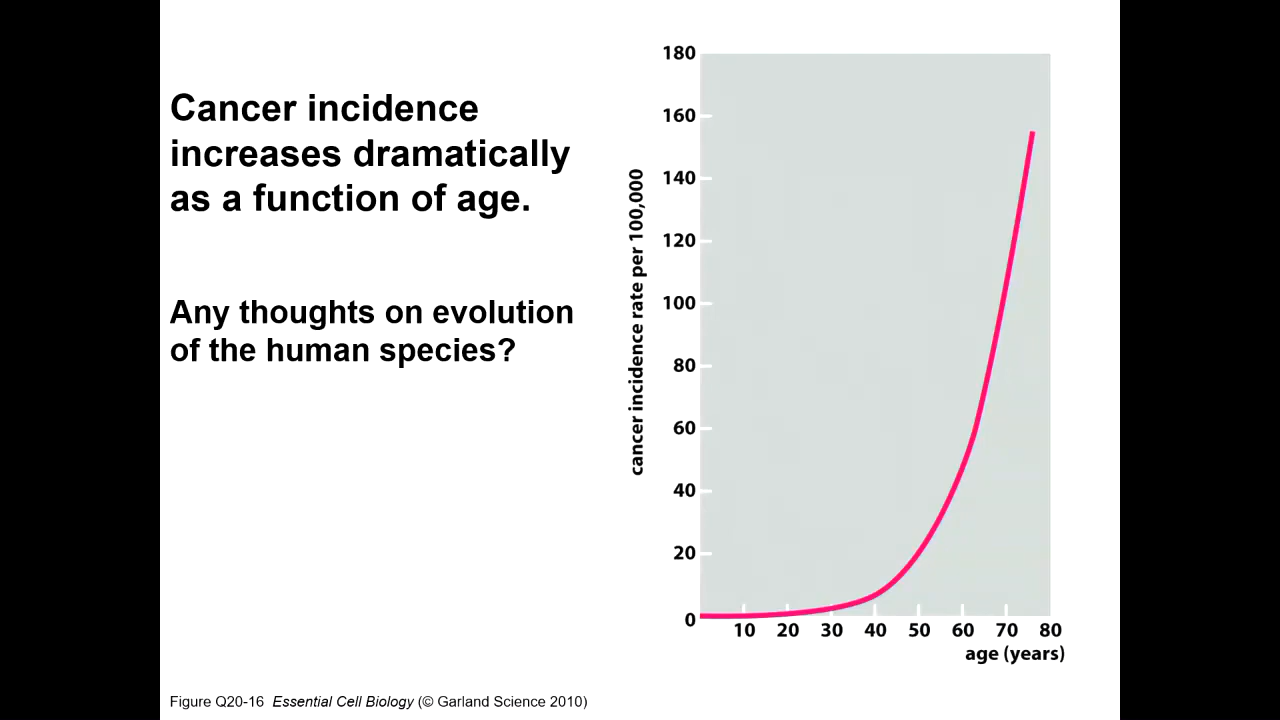 Cancer incidence
increases dramatically
as a function of age.
Any thoughts on evolution
of the human species?
180
160
140
120
100
80
60
40
20
0
cancer incidence rate per 100,000
10 20 30 40 50 60 70 80
age (years)
Figure Q20-16 Essential Cell Biology (© Garland Science 2010)